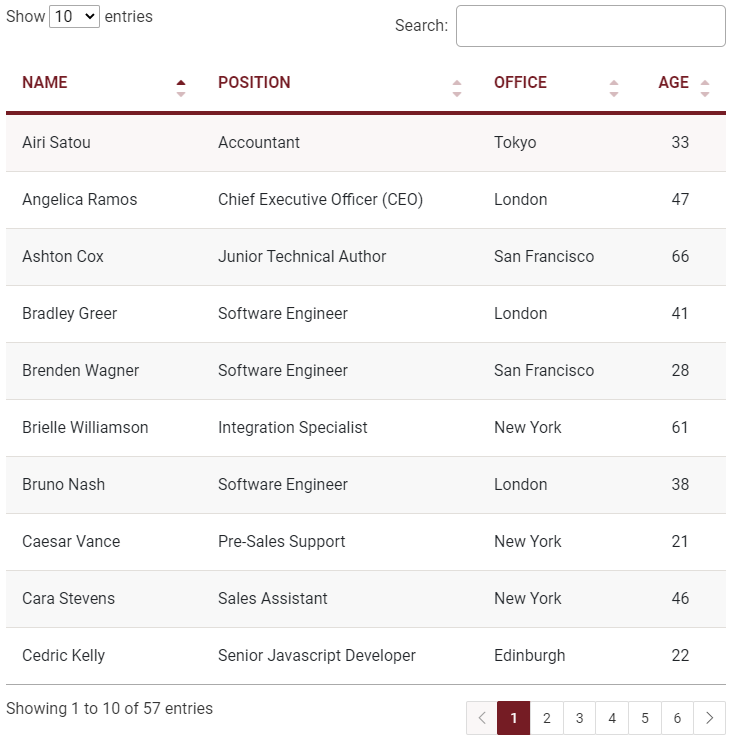 Show 10 entries
Search:
NAME POSITION OFFICE AGE
Airi Satou Accountant Tokyo 33
Angelica Ramos Chief Executive Officer (CEO) London 47
Ashton Cox Junior Technical Author San Francisco 66
Bradley Greer Software Engineer London 41
Brenden Wagner Software Engineer San Francisco 28
Brielle Williamson Integration Specialist New York 61
Bruno Nash Software Engineer London 38
Caesar Vance Pre-Sales Support New York 21
Cara Stevens Sales Assistant New York 46
Cedric Kelly Senior Javascript Developer Edinburgh 22
Showing 1 to 10 of 57 entries
1 2 3 4 5 6